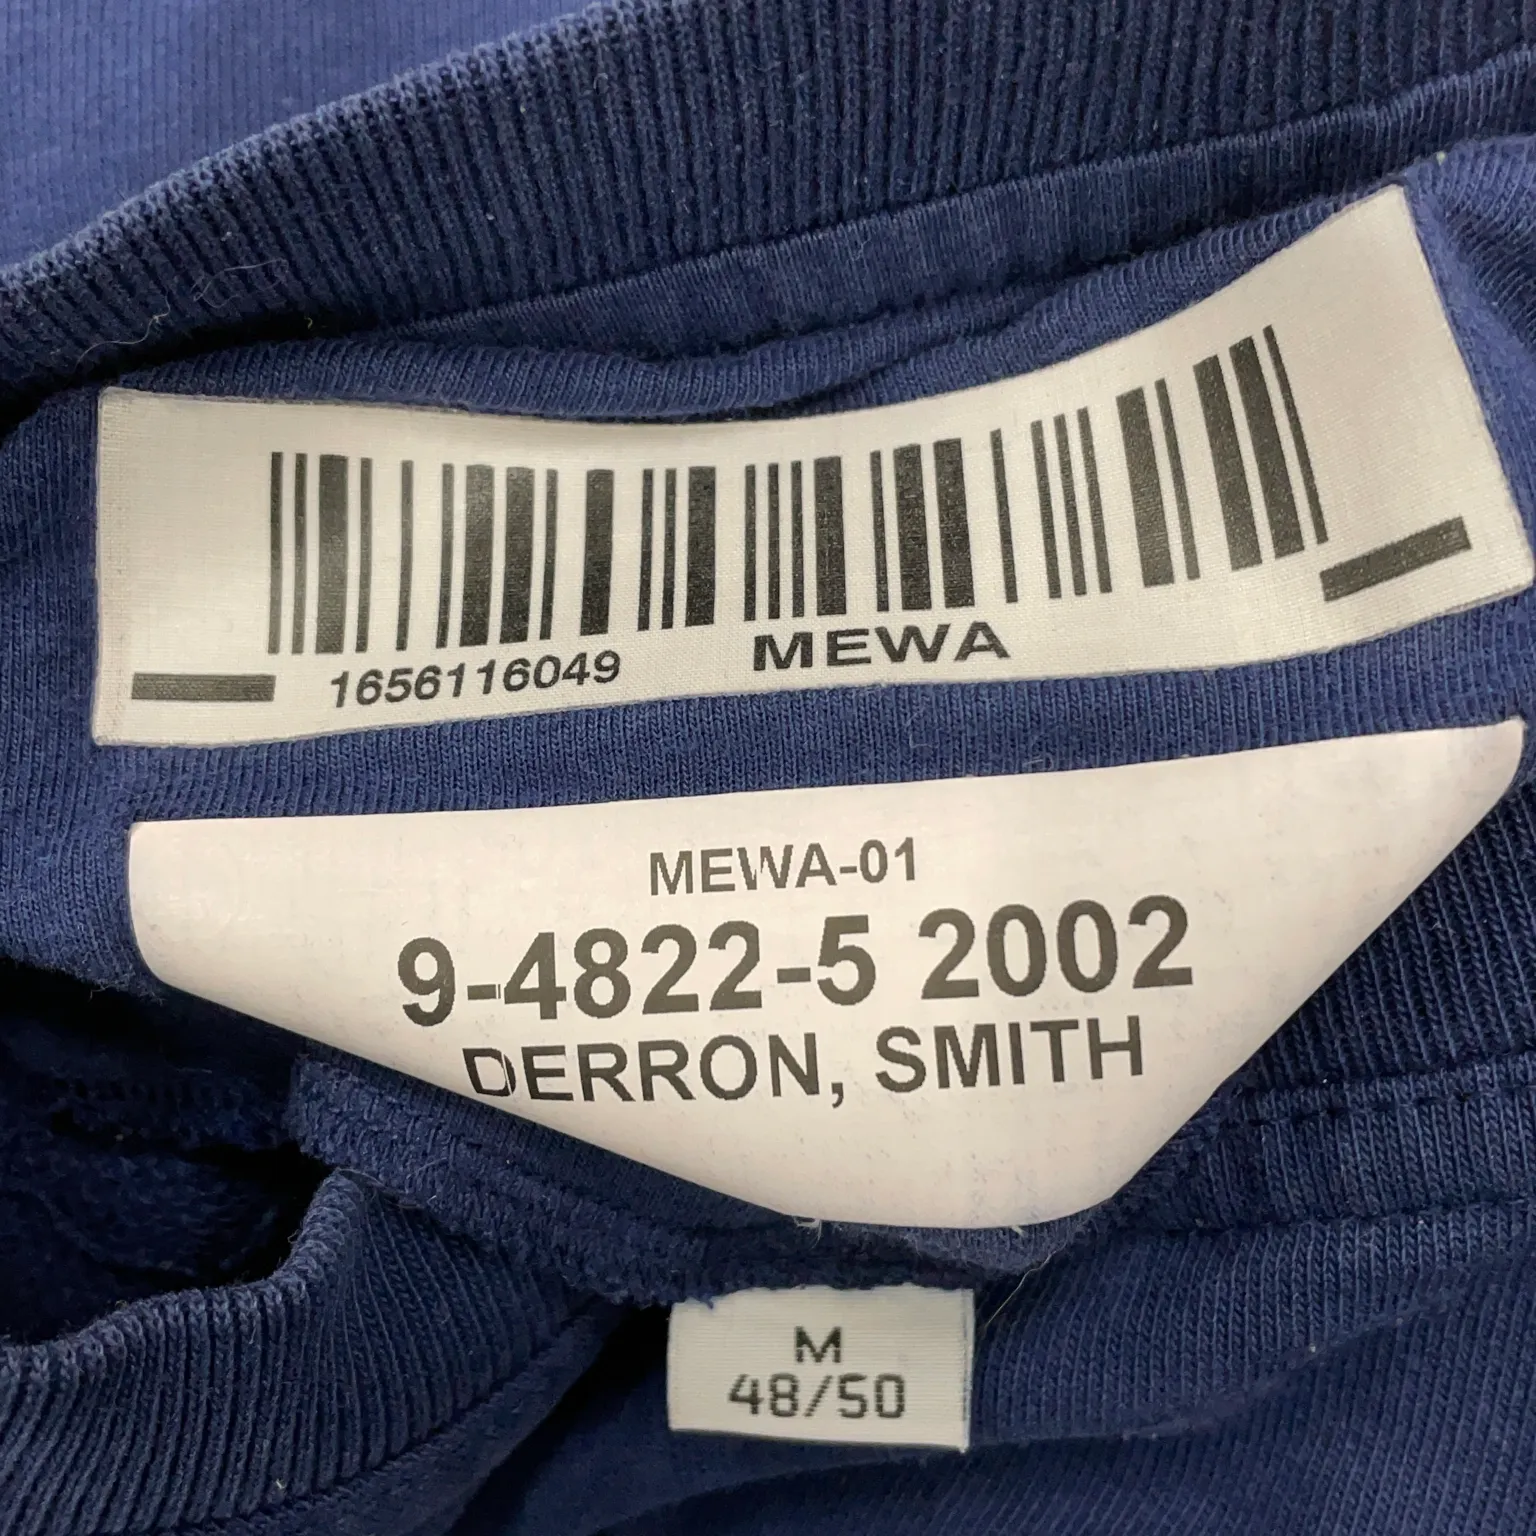 1656116049 MEWA
MEWA-01
9-4822-5 2002
DERRON, SMITH
M
48/50